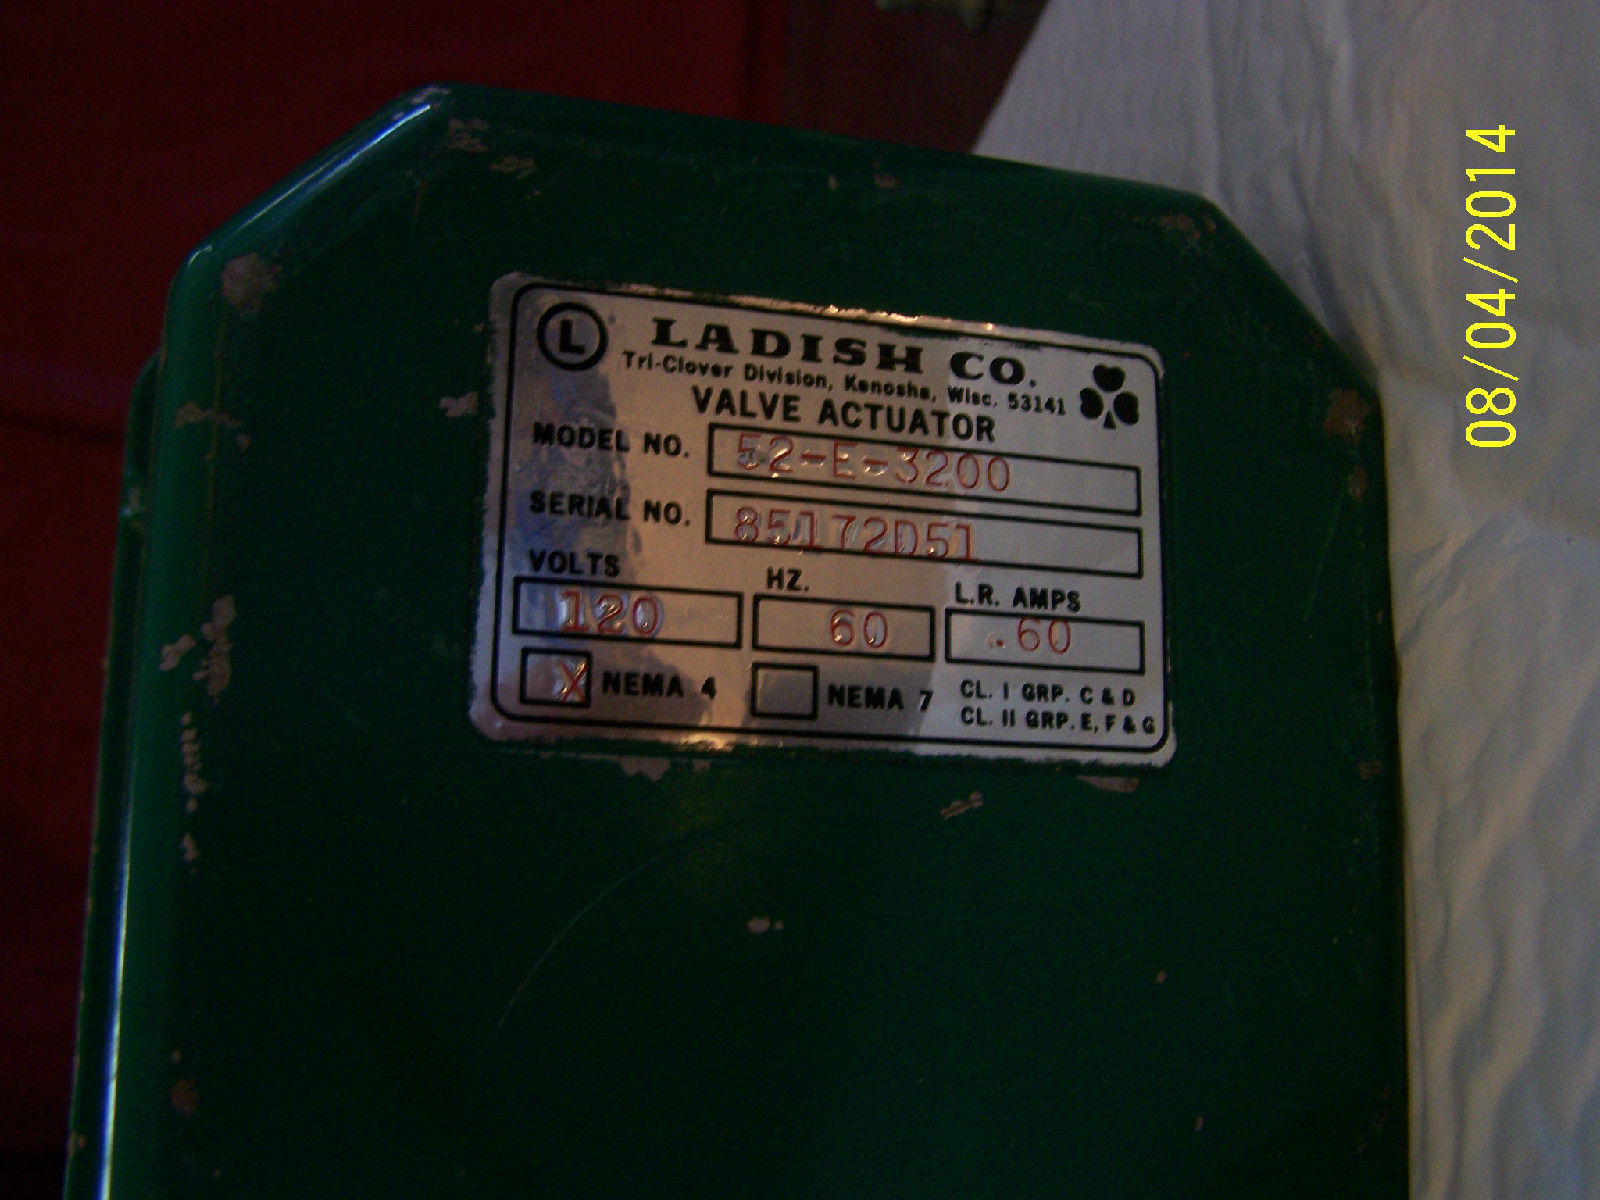 L
LADISH CO.
Tri-Clover Division, Kenosha, Wisc. 53141
VALVE ACTUATOR
MODEL NO. 52-E-3200
SERIAL NO. 85172D51
VOLTS HZ. L.R. AMPS
120 60 .60
X NEMA 4 NEMA 7 CL. I GRP. C & D
CL. II GRP. E, F & G
08/04/2014